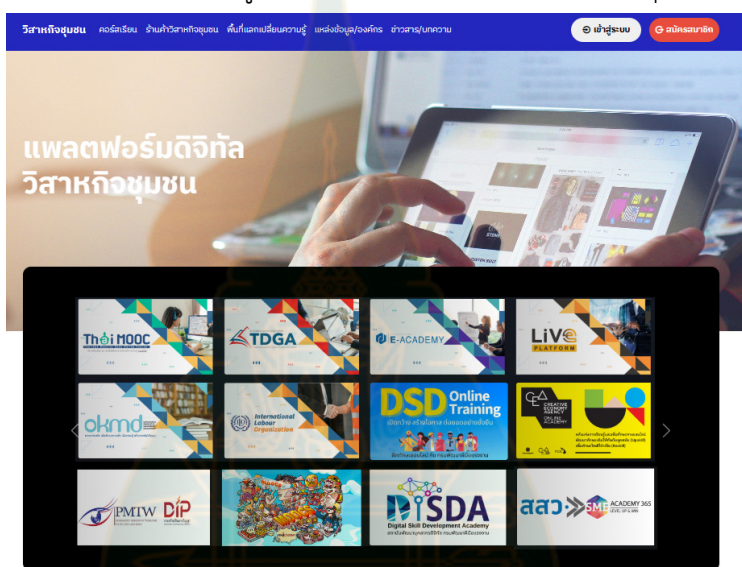 วิสาหกิจชุมชน คอร์สเรียน ร้านค้าวิสาหกิจชุมชน พื้นที่แลกเปลี่ยนความรู้ แหล่งข้อมูล/องค์กร ข่าวสาร/บทความ เข้าสู่ระบบ สมัครสมาชิก
แพลตฟอร์มดิจิทัล
วิสาหกิจชุมชน
Thai MOOC
TDGA
E-ACADEMY
LiVe
PLATFORM
okmd
International
Labour
Organization
DSD Online
Training
CEA CREATIVE
ECONOMY
AGENCY
ONLINE
ACADEMY
PMTW DIP
DISDA
Digital Skill Development Academy
สสว SME ACADEMY 365